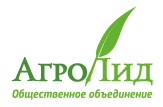 АгроЛид
Общественное объединение